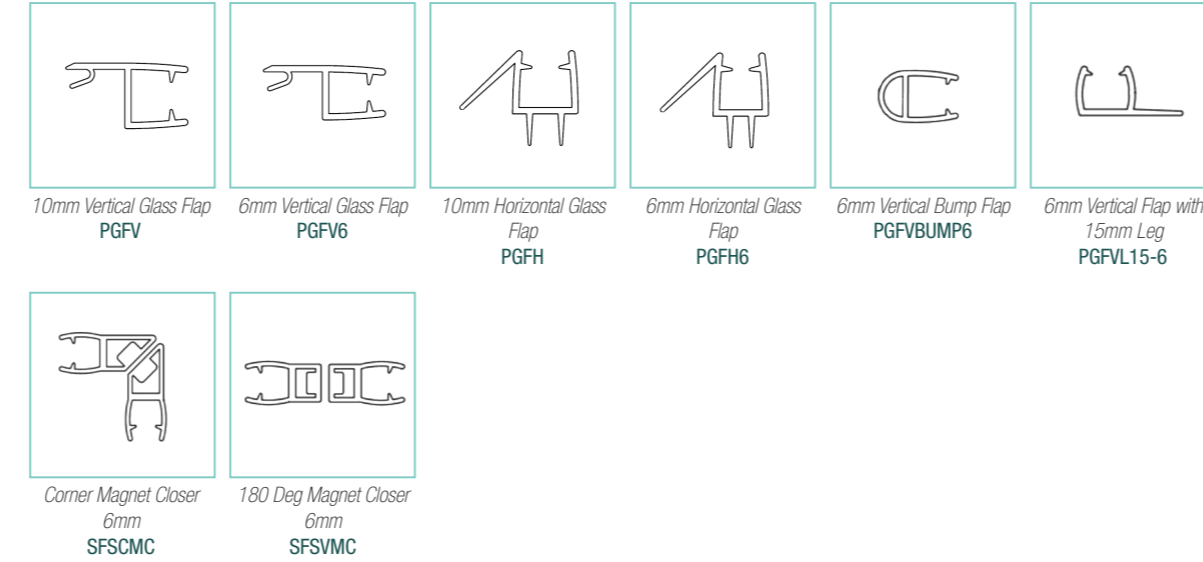 10mm Vertical Glass Flap
PGFV
6mm Vertical Glass Flap
PGFV6
10mm Horizontal Glass
Flap
PGFH
6mm Horizontal Glass
Flap
PGFH6
6mm Vertical Bump Flap
PGFVBUMP6
6mm Vertical Flap with
15mm Leg
PGFVL15-6
Corner Magnet Closer
6mm
SFSCMC
180 Deg Magnet Closer
6mm
SFSVMC